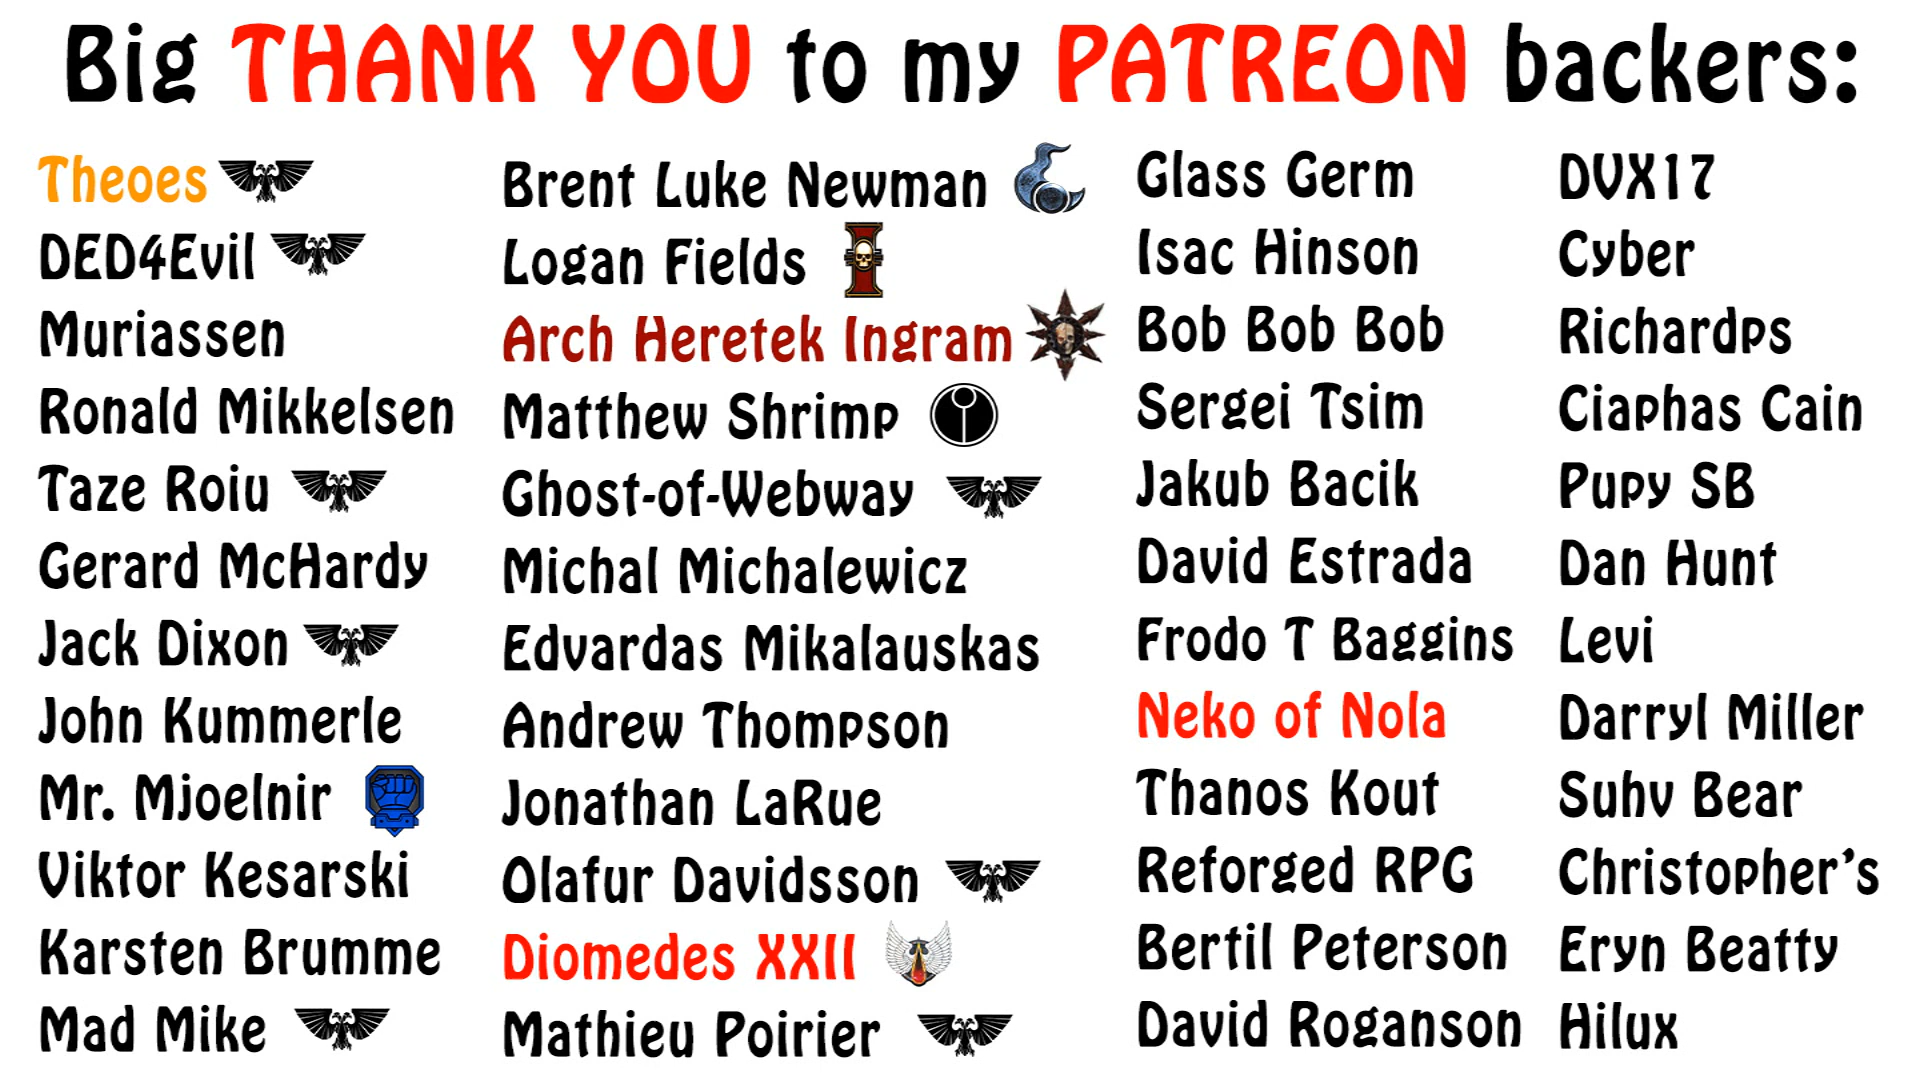 Big THANK YOU to my PATREON backers:
Theoes
DED4Evil
Muriassen
Ronald Mikkelsen
Taze Roiu
Gerard McHardy
Jack Dixon
John Kummerle
Mr. Mjoelnir
Viktor Kesarski
Karsten Brumme
Mad Mike
Brent Luke Newman
Logan Fields
Arch Heretek Ingram
Matthew Shrimp
Ghost-of-Webway
Michal Michalewicz
Edvardas Mikalauskas
Andrew Thompson
Jonathan LaRue
Olafur Davidsson
Diomedes XXII
Mathieu Poirier
Glass Germ
Isac Hinson
Bob Bob Bob
Sergei Tsim
Jakub Bacik
David Estrada
Frodo T Baggins
Neko of Nola
Thanos Kout
Reforged RPG
Bertil Peterson
David Roganson
DVX17
Cyber
Richardps
Ciaphas Cain
Pupy SB
Dan Hunt
Levi
Darryl Miller
Suhv Bear
Christopher's
Eryn Beatty
Hilux